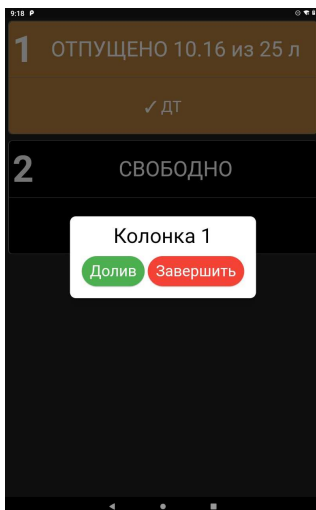 9:18 P
1 ОТПУЩЕНО 10.16 из 25 л
✓ ДТ
2 СВОБОДНО
Колонка 1
Долив Завершить